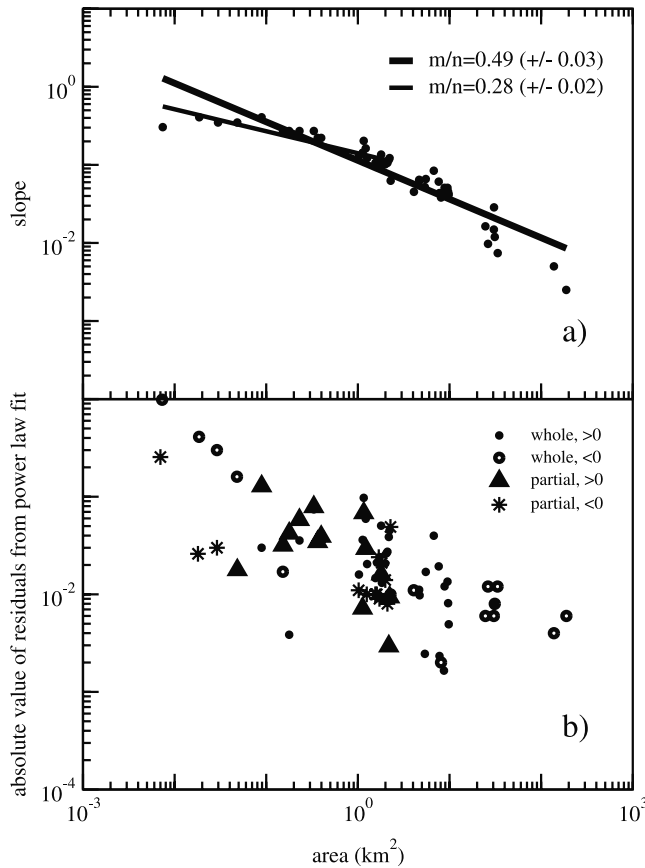 10^0
10^-2
slope
m/n=0.49 (+/- 0.03)
m/n=0.28 (+/- 0.02)
a)
absolute value of residuals from power law fit
whole, >0
whole, <0
partial, >0
partial, <0
10^-2
10^-4
b)
10^-3
10^0
10^3
area (km^2)